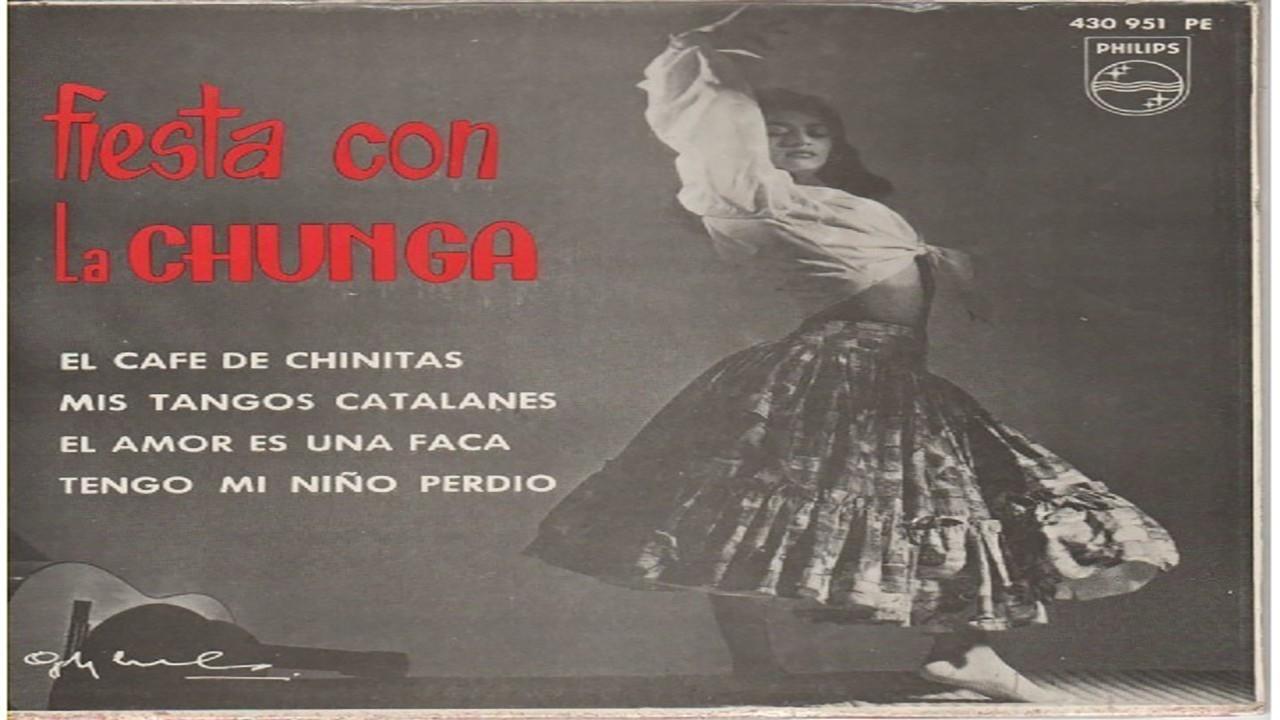 430 951 PE
PHILIPS
fiesta con
La CHUNGA
EL CAFE DE CHINITAS
MIS TANGOS CATALANES
EL AMOR ES UNA FACA
TENGO MI NIÑO PERDIO